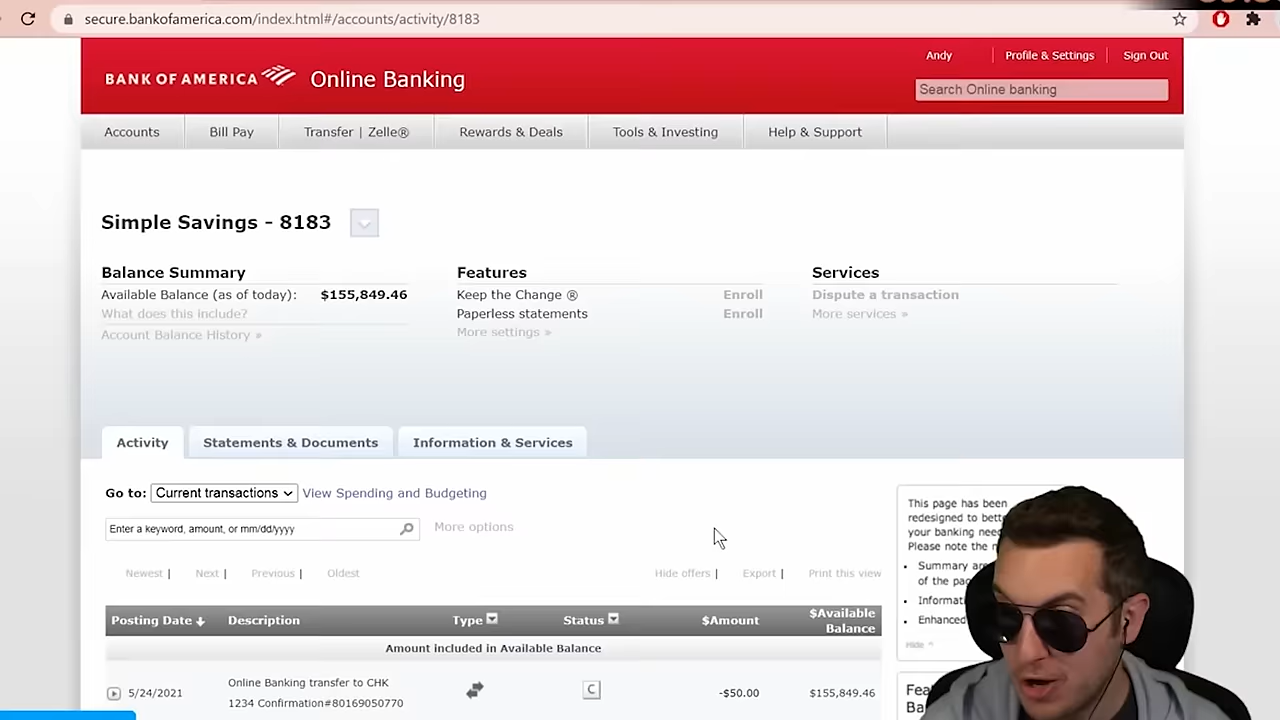 secure.bankofamerica.com/index.html#/accounts/activity/8183
Andy
Profile & Settings
Sign Out
BANK OF AMERICA Online Banking
Search Online banking
Accounts
Bill Pay
Transfer | Zelle®
Rewards & Deals
Tools & Investing
Help & Support
Simple Savings - 8183
Balance Summary
Available Balance (as of today): $155,849.46
What does this include?
Account Balance History »
Features
Keep the Change ® Enroll
Paperless statements Enroll
More settings »
Services
Dispute a transaction
More services »
Activity
Statements & Documents
Information & Services
Go to: Current transactions View Spending and Budgeting
Enter a keyword, amount, or mm/dd/yyyy More options
Newest | Next | Previous | Oldest
Hide offers | Export | Print this view
Posting Date Description Type Status $Amount $Available
Balance
Amount included in Available Balance
5/24/2021 Online Banking transfer to CHK
1234 Confirmation#80169050770 C -$50.00 $155,849.46
This page has been
redesigned to
your banking
Please note the
• Summary
of the
•
• Enhanced
Hide